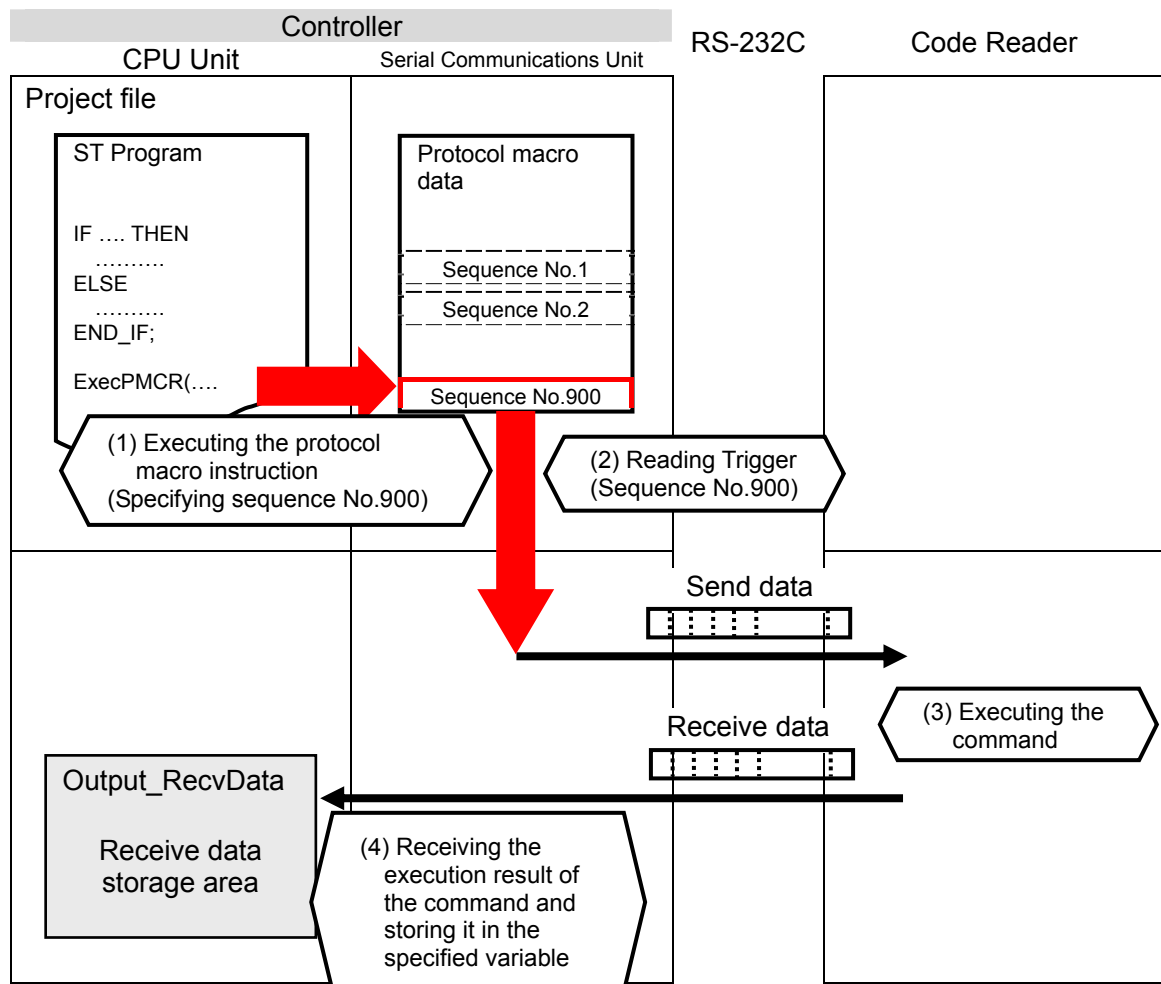 Controller
RS-232C
Code Reader
CPU Unit
Serial Communications Unit
Project file
ST Program
IF …. THEN
……….
ELSE
……….
END_IF;
ExecPMCR(….
Protocol macro
data
Sequence No.1
Sequence No.2
Sequence No.900
(1) Executing the protocol
macro instruction
(Specifying sequence No.900)
(2) Reading Trigger
(Sequence No.900)
Send data
(3) Executing the
command
Receive data
Output_RecvData
Receive data
storage area
(4) Receiving the
execution result of
the command and
storing it in the
specified variable